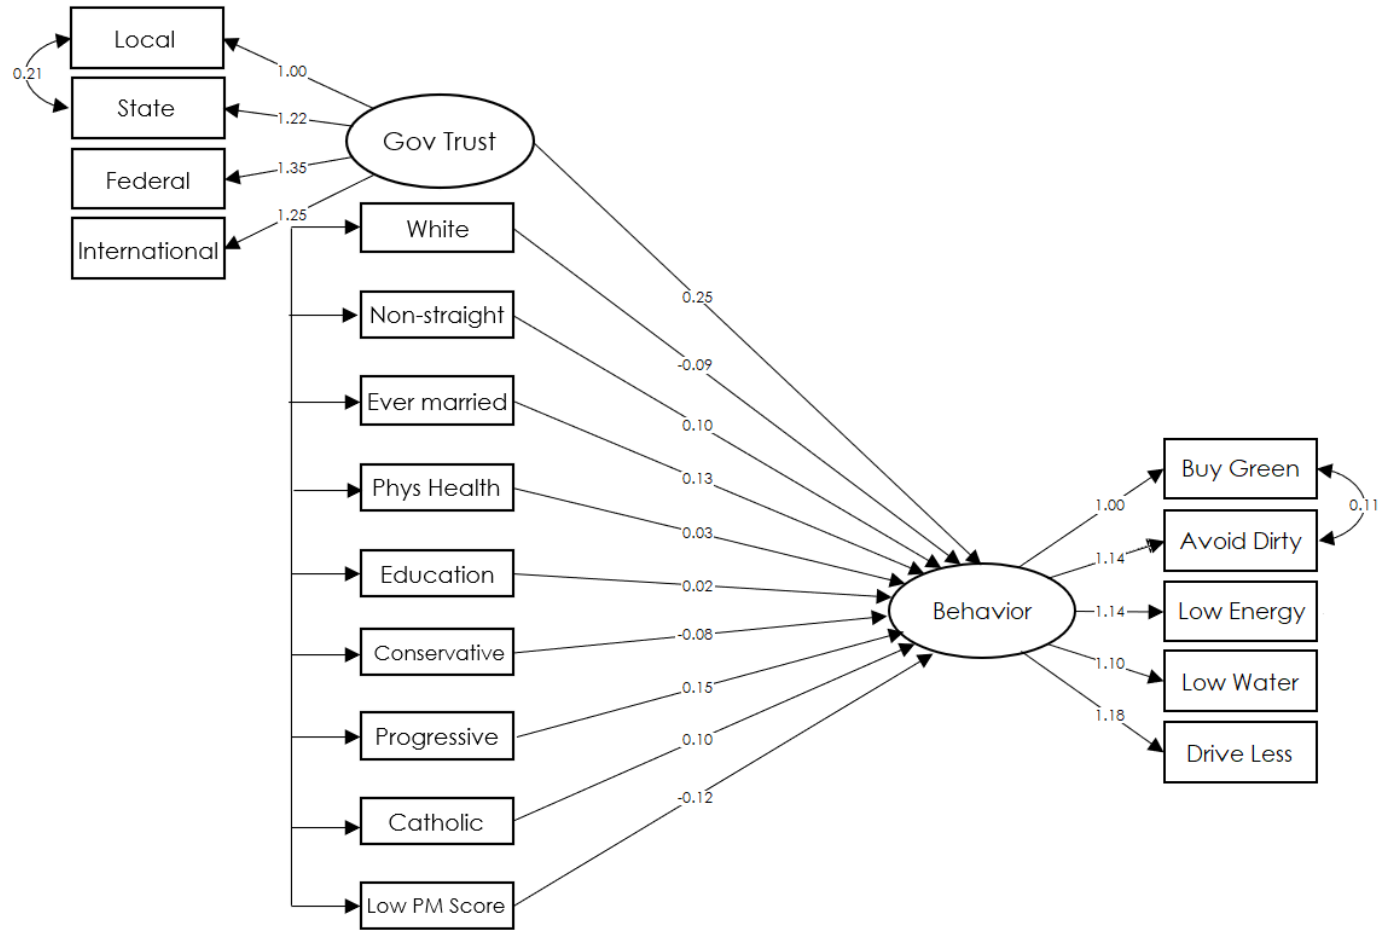 Local
State
Federal
International
0.21
1.00
1.22
1.35
1.25
Gov Trust
White
Non-straight
Ever married
Phys Health
Education
Conservative
Progressive
Catholic
Low PM Score
0.25
-0.09
0.10
0.13
0.03
0.02
-0.08
0.15
0.10
-0.12
Behavior
1.00
1.14
1.14
1.10
1.18
Buy Green
Avoid Dirty
Low Energy
Low Water
Drive Less
0.11